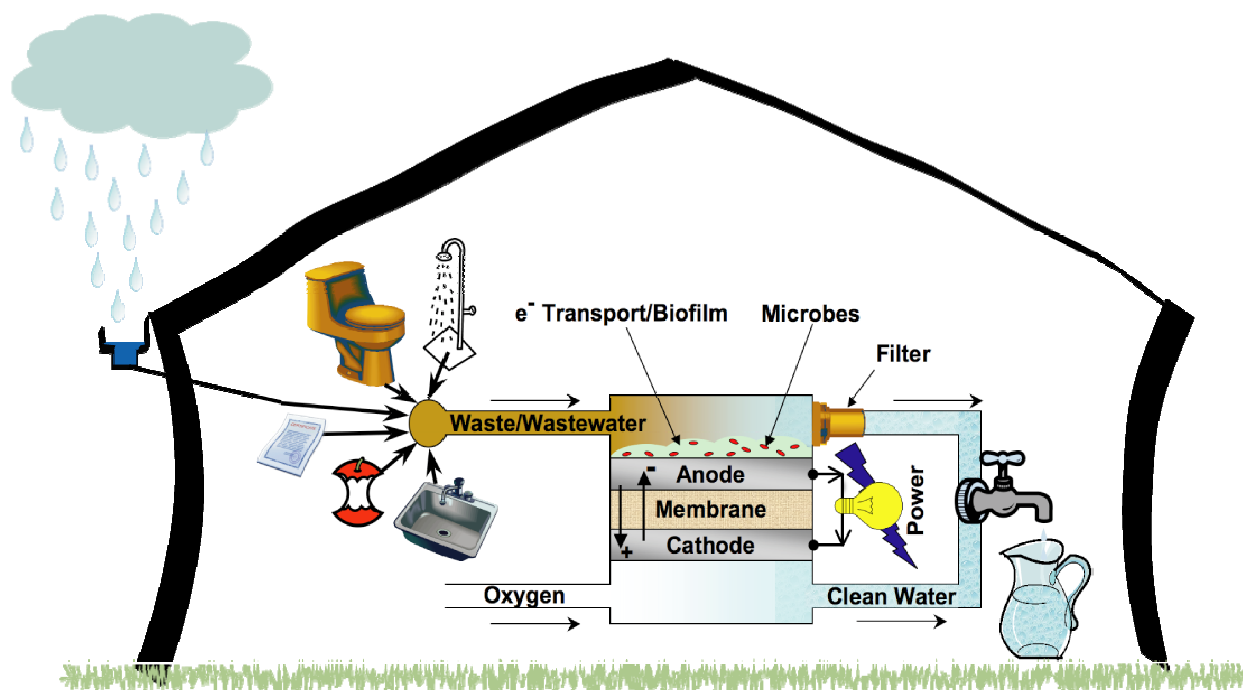 e- Transport/Biofilm
Microbes
Filter
Waste/Wastewater
Anode
-
Membrane
+
Cathode
Power
Oxygen
Clean Water